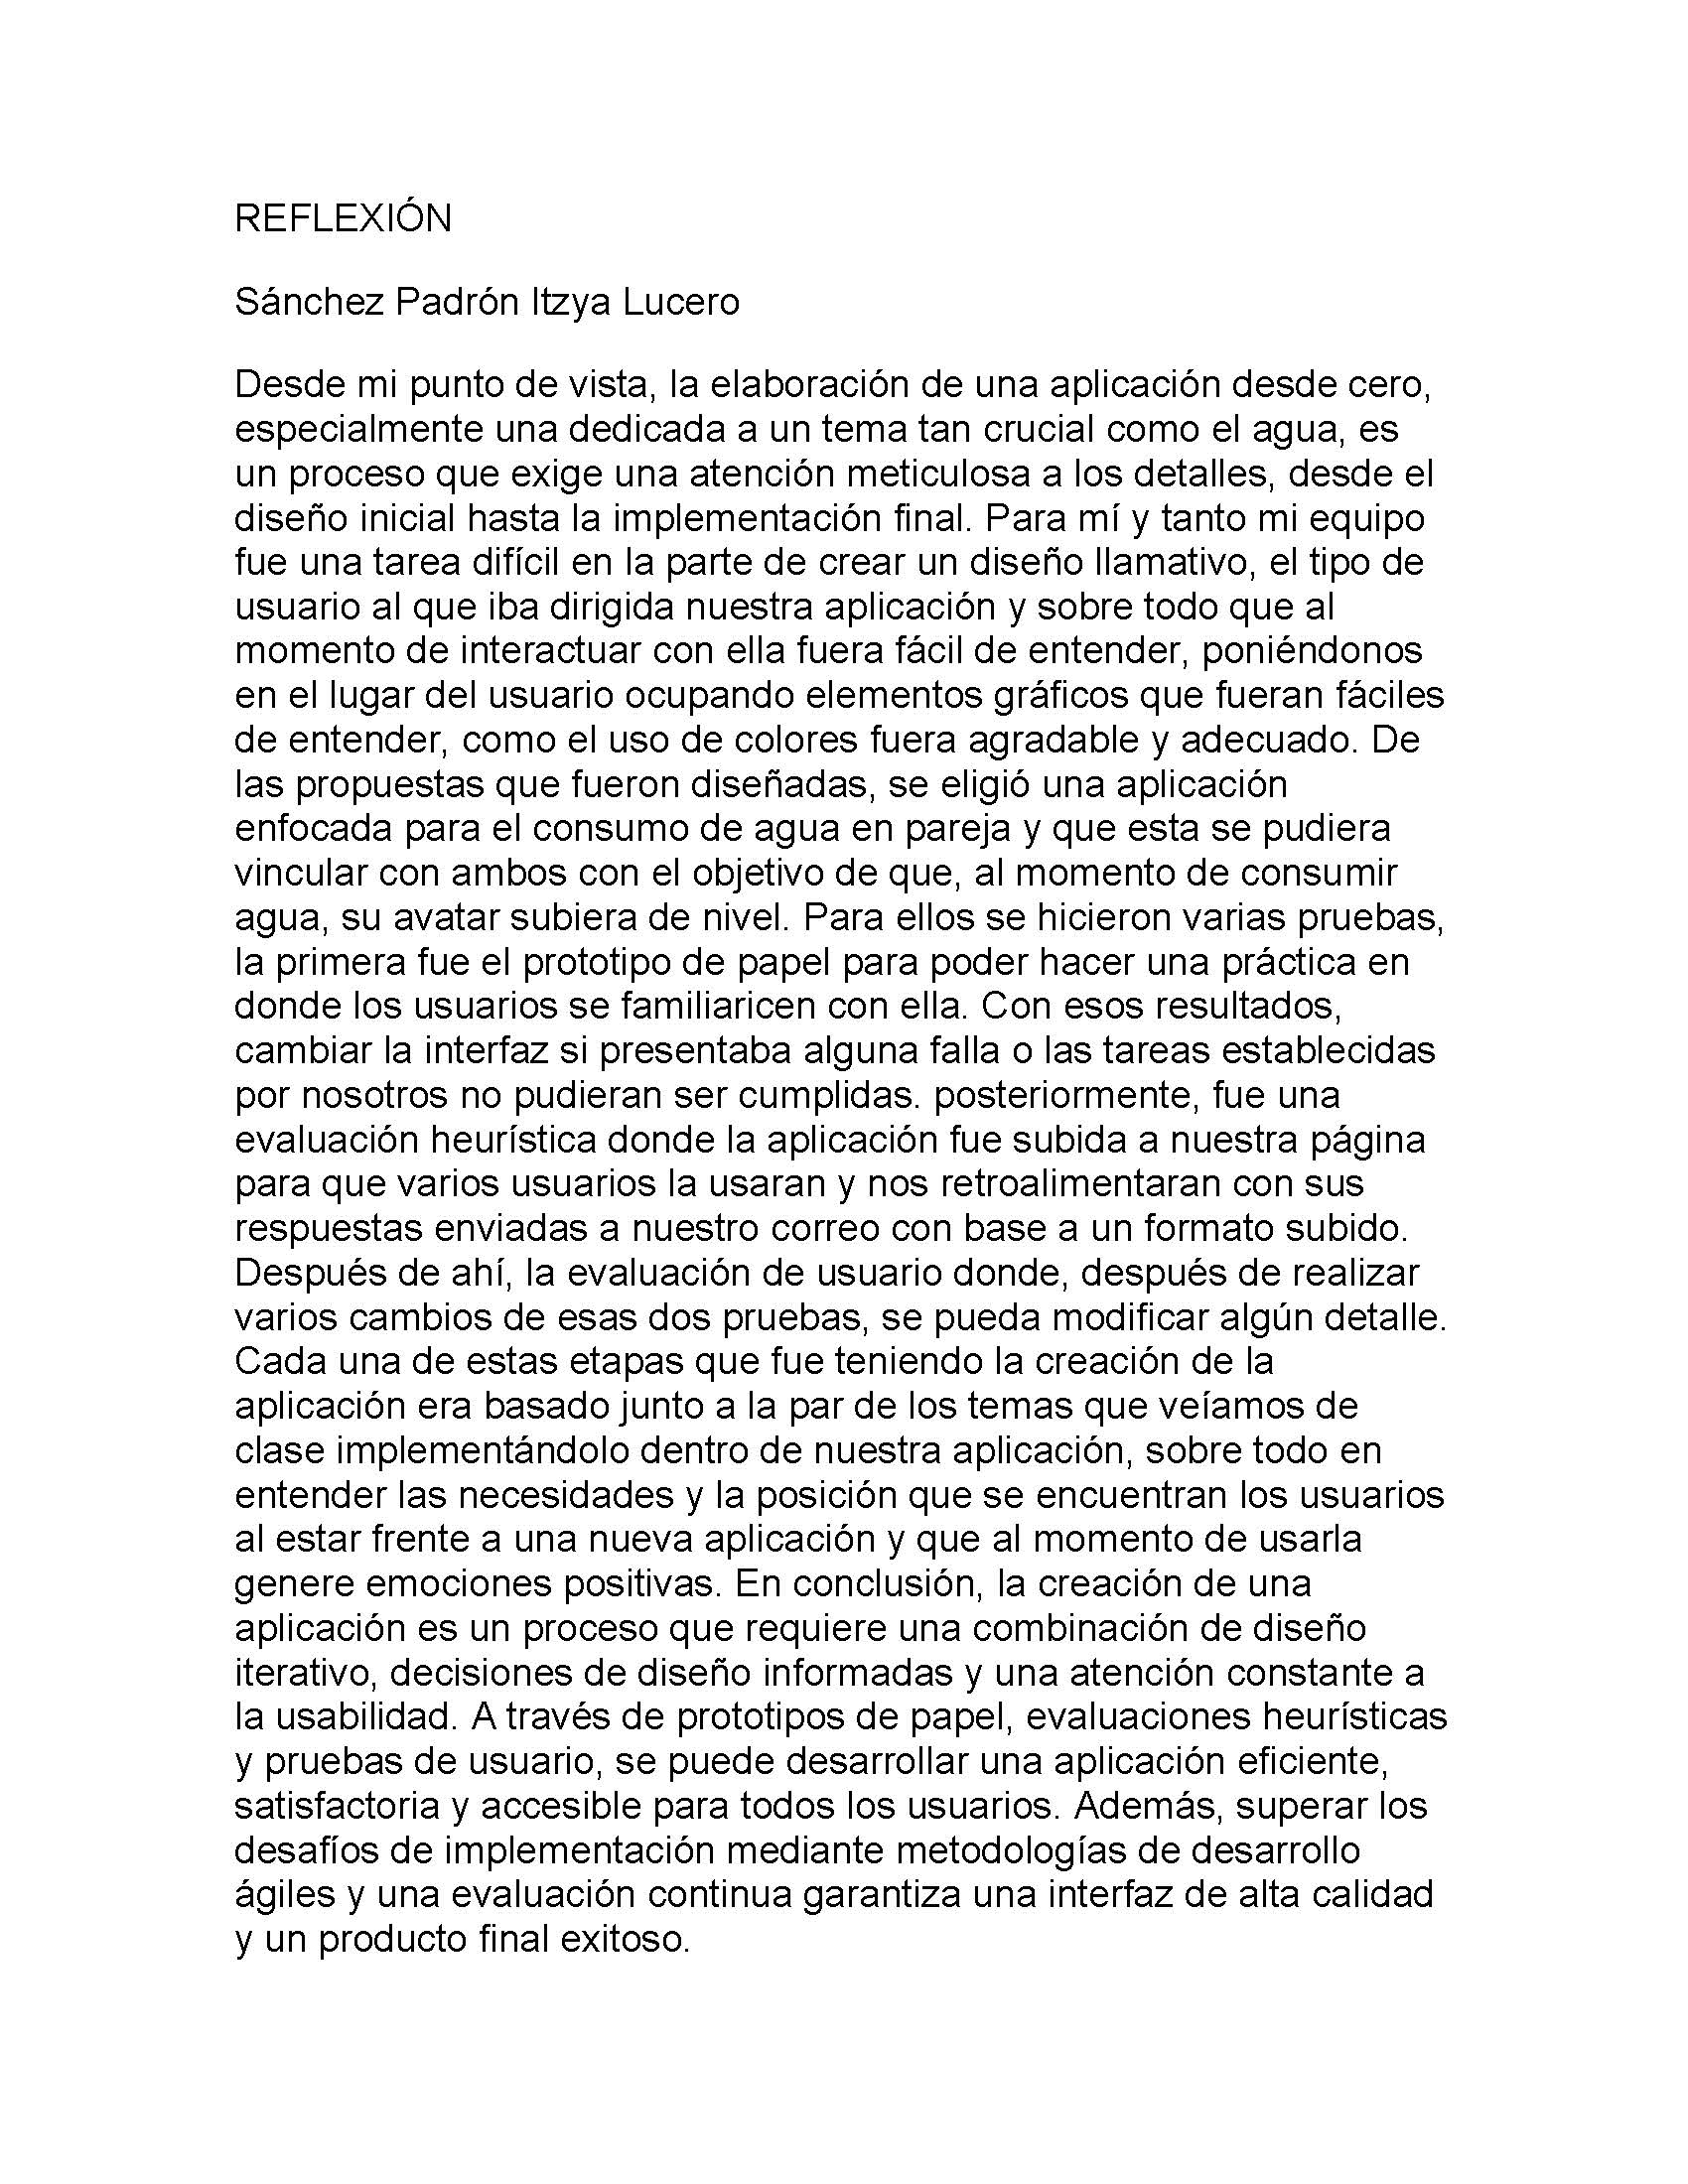 REFLEXIÓN
Sánchez Padrón Itzya Lucero
Desde mi punto de vista, la elaboración de una aplicación desde cero,
especialmente una dedicada a un tema tan crucial como el agua, es
un proceso que exige una atención meticulosa a los detalles, desde el
diseño inicial hasta la implementación final. Para mí y tanto mi equipo
fue una tarea difícil en la parte de crear un diseño llamativo, el tipo de
usuario al que iba dirigida nuestra aplicación y sobre todo que al
momento de interactuar con ella fuera fácil de entender, poniéndonos
en el lugar del usuario ocupando elementos gráficos que fueran fáciles
de entender, como el uso de colores fuera agradable y adecuado. De
las propuestas que fueron diseñadas, se eligió una aplicación
enfocada para el consumo de agua en pareja y que esta se pudiera
vincular con ambos con el objetivo de que, al momento de consumir
agua, su avatar subiera de nivel. Para ellos se hicieron varias pruebas,
la primera fue el prototipo de papel para poder hacer una práctica en
donde los usuarios se familiaricen con ella. Con esos resultados,
cambiar la interfaz si presentaba alguna falla o las tareas establecidas
por nosotros no pudieran ser cumplidas. posteriormente, fue una
evaluación heurística donde la aplicación fue subida a nuestra página
para que varios usuarios la usaran y nos retroalimentaran con sus
respuestas enviadas a nuestro correo con base a un formato subido.
Después de ahí, la evaluación de usuario donde, después de realizar
varios cambios de esas dos pruebas, se pueda modificar algún detalle.
Cada una de estas etapas que fue teniendo la creación de la
aplicación era basado junto a la par de los temas que veíamos de
clase implementándolo dentro de nuestra aplicación, sobre todo en
entender las necesidades y la posición que se encuentran los usuarios
al estar frente a una nueva aplicación y que al momento de usarla
genere emociones positivas. En conclusión, la creación de una
aplicación es un proceso que requiere una combinación de diseño
iterativo, decisiones de diseño informadas y una atención constante a
la usabilidad. A través de prototipos de papel, evaluaciones heurísticas
y pruebas de usuario, se puede desarrollar una aplicación eficiente,
satisfactoria y accesible para todos los usuarios. Además, superar los
desafíos de implementación mediante metodologías de desarrollo
ágiles y una evaluación continua garantiza una interfaz de alta calidad
y un producto final exitoso.